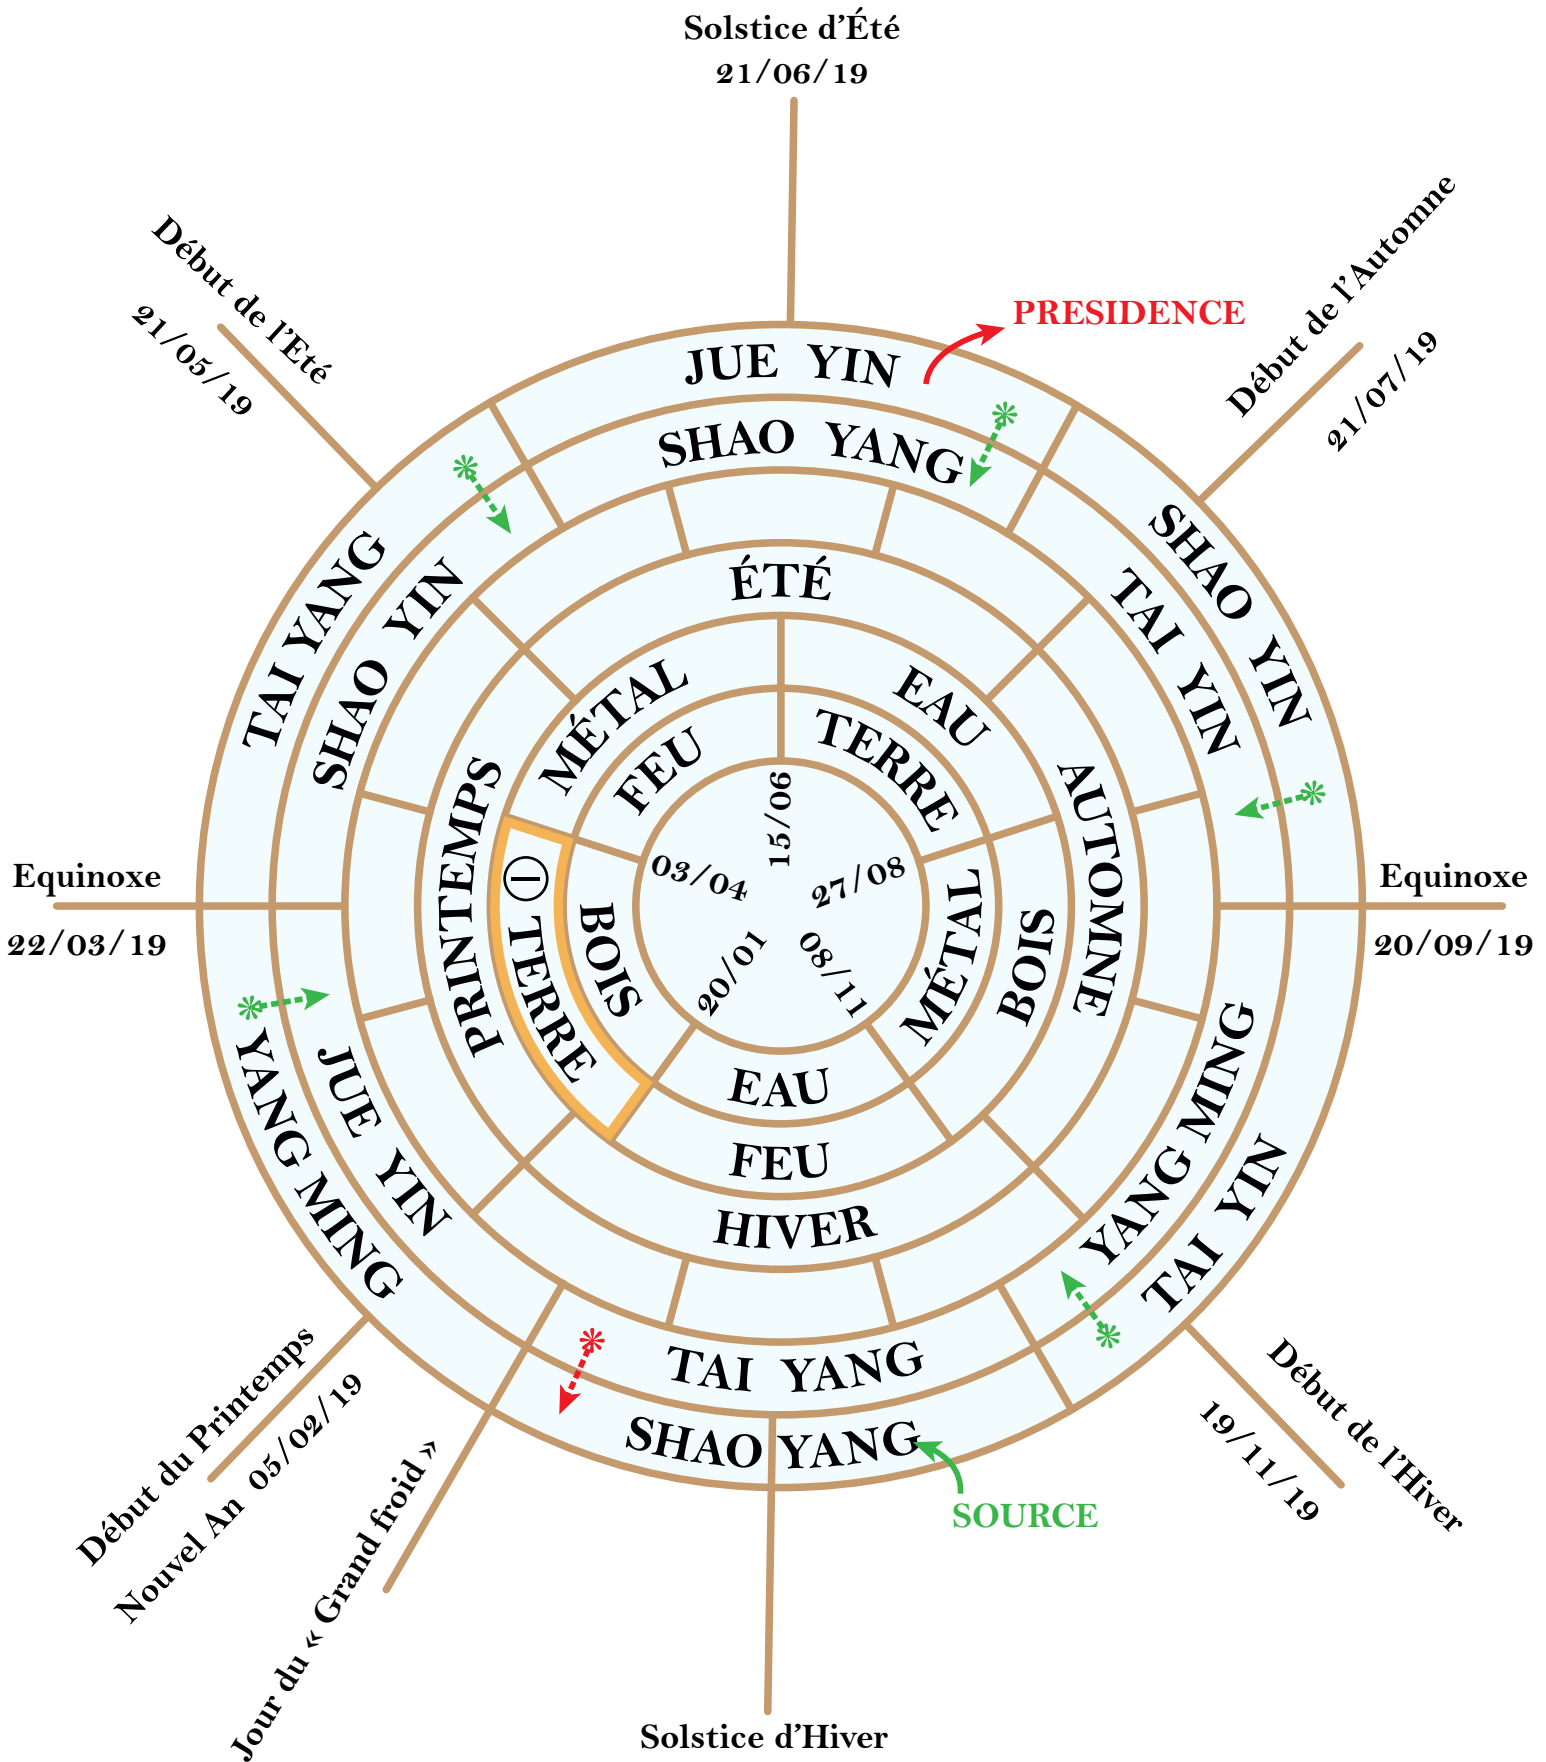 Solstice d’Été
21/06/19
Début de l’Automne
21/07/19
Début de l’Eté
21/05/19
PRESIDENCE
JUE YIN
SHAO YANG
SHAO YIN
TAI YIN
TAI YANG
SHAO YIN
ÉTÉ
MÉTAL
EAU
FEU
TERRE
PRINTEMPS
AUTOMNE
15/06
03/04
27/08
20/01
08/11
Equinoxe
22/03/19
Equinoxe
20/09/19
TERRE
BOIS
MÉTAL
BOIS
YANG MING
JUE YIN
YANG MING
TAI YIN
EAU
FEU
HIVER
TAI YANG
SHAO YANG
SOURCE
Début du Printemps
Nouvel An 05/02/19
Jour du « Grand froid »
Début de l’Hiver
19/11/19
Solstice d’Hiver